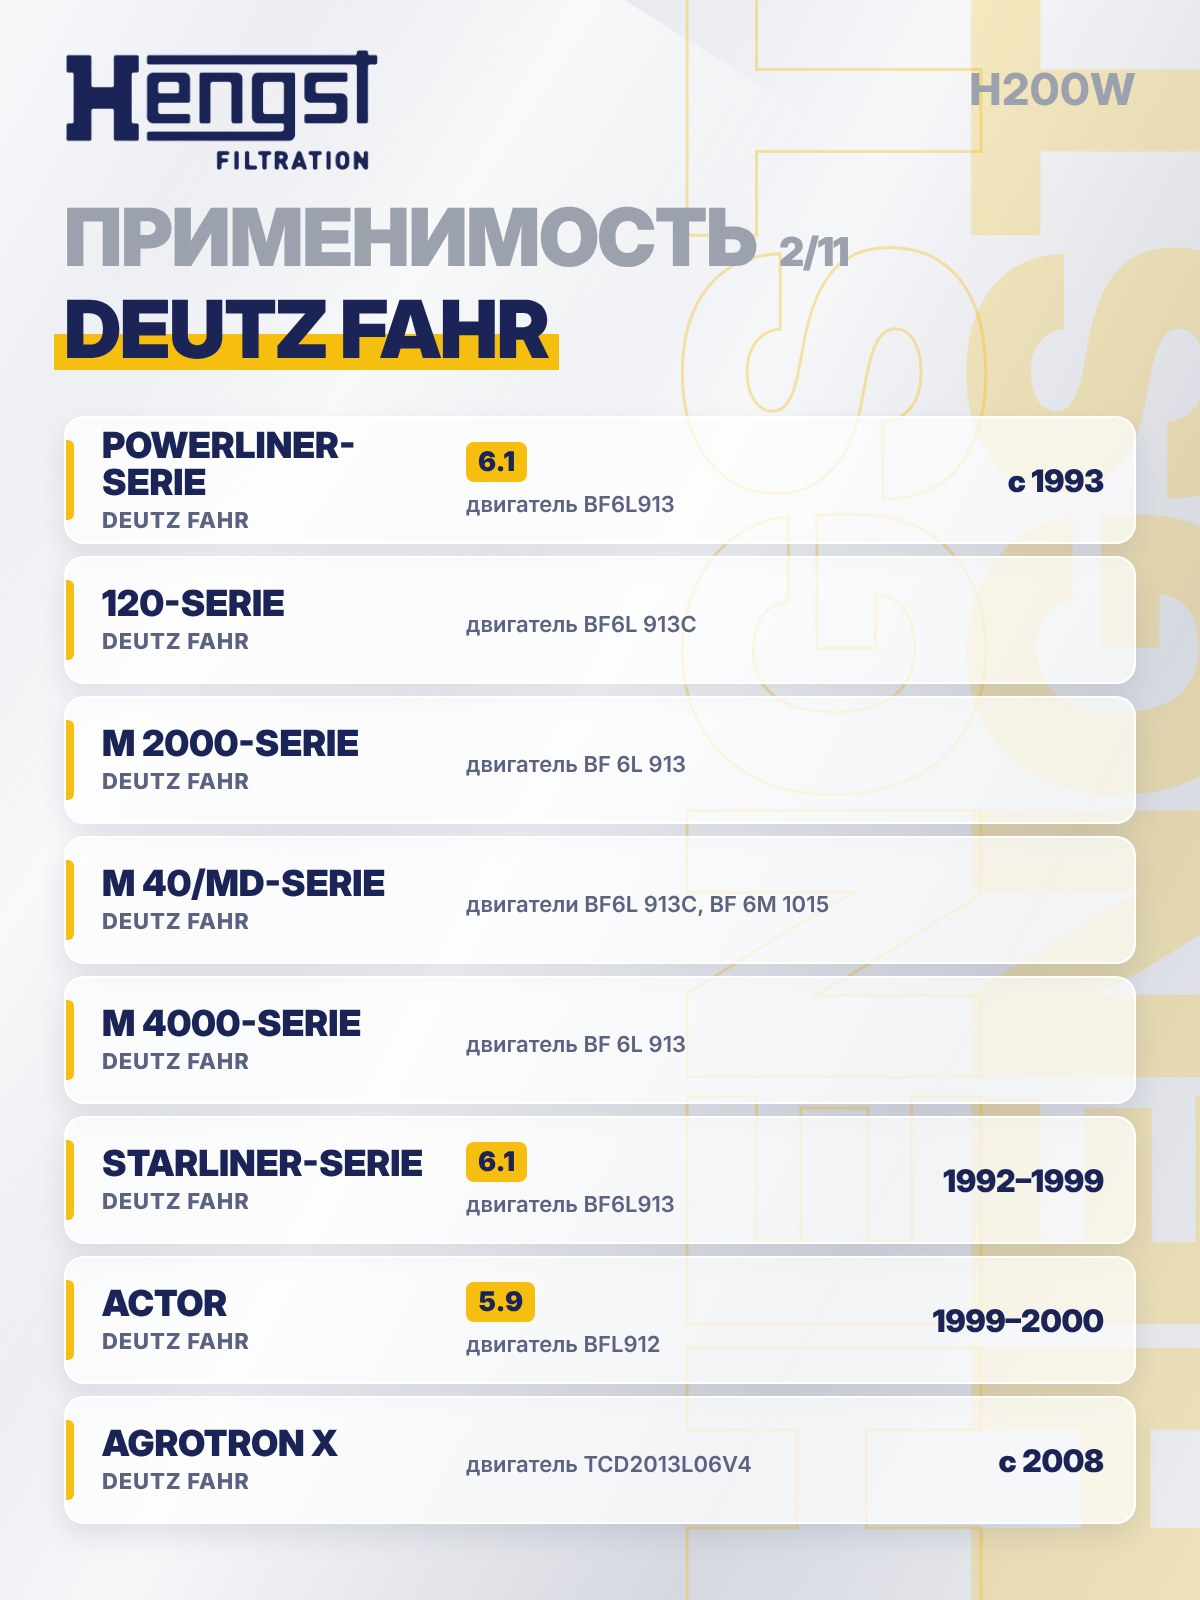 Hengst
FILTRATION
H200W
ПРИМЕНИМОСТЬ 2/11
DEUTZ FAHR
POWERLINER-
SERIE
DEUTZ FAHR
6.1
двигатель BF6L913
с 1993
120-SERIE
DEUTZ FAHR
двигатель BF6L 913C
M 2000-SERIE
DEUTZ FAHR
двигатель BF 6L 913
M 40/MD-SERIE
DEUTZ FAHR
двигатели BF6L 913C, BF 6M 1015
M 4000-SERIE
DEUTZ FAHR
двигатель BF 6L 913
STARLINER-SERIE
DEUTZ FAHR
6.1
двигатель BF6L913
1992–1999
ACTOR
DEUTZ FAHR
5.9
двигатель BFL912
1999–2000
AGROTRON X
DEUTZ FAHR
двигатель TCD2013L06V4
с 2008
HENGST
HENGST